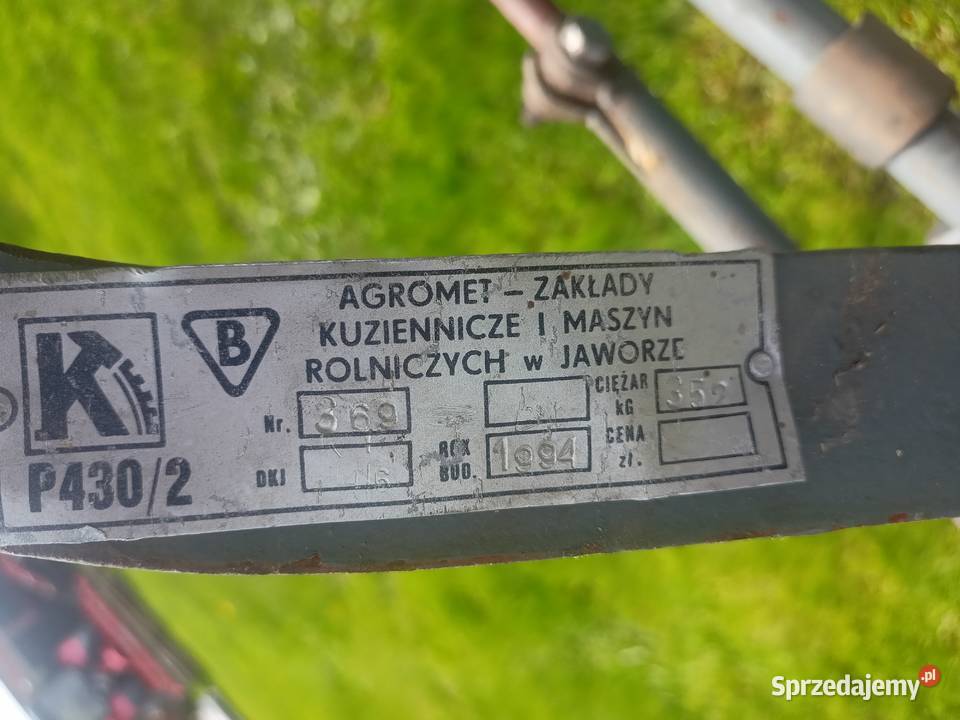 AGROMET - ZAKŁADY
KUZIENNICZE I MASZYN
ROLNICZYCH w JAWORZE
K
B
P430/2
Nr. 369
CIĘŻAR kG 352
DKJ
ROK BUD. 1994
CENA zł.
Sprzedajemy.pl